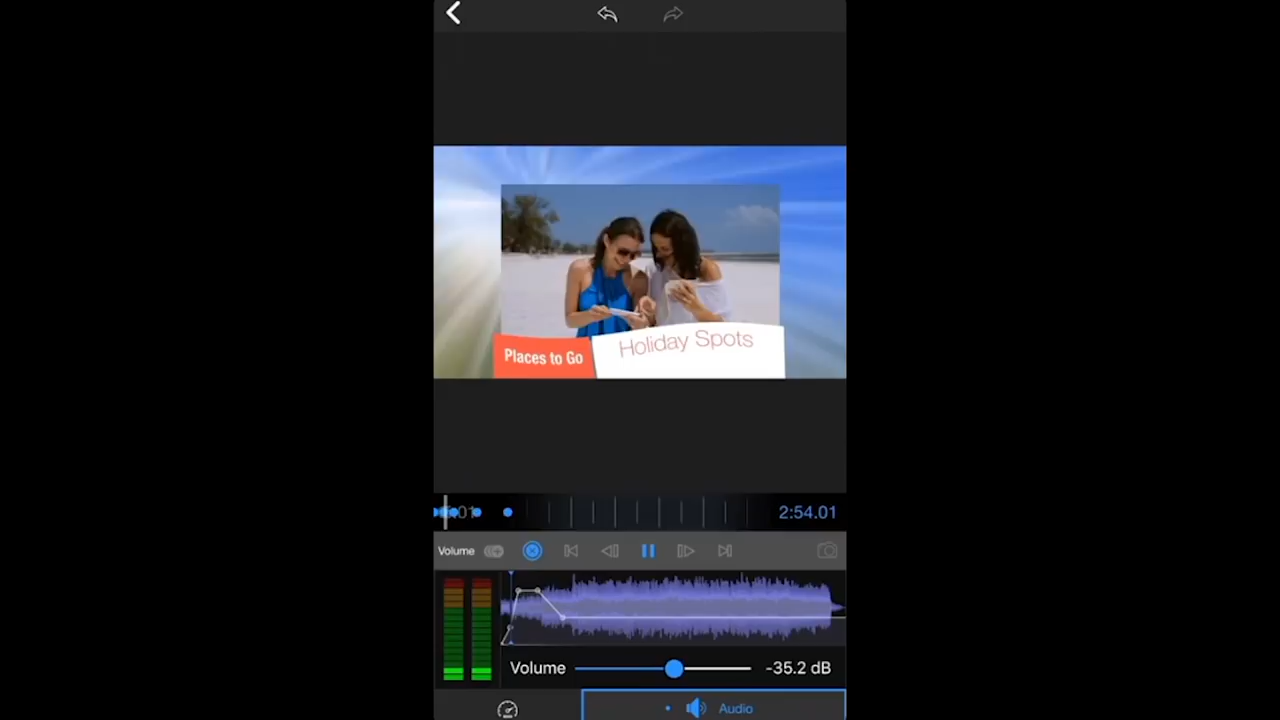 Places to Go
Holiday Spots
2:54.01
Volume
Volume
-35.2 dB
Audio